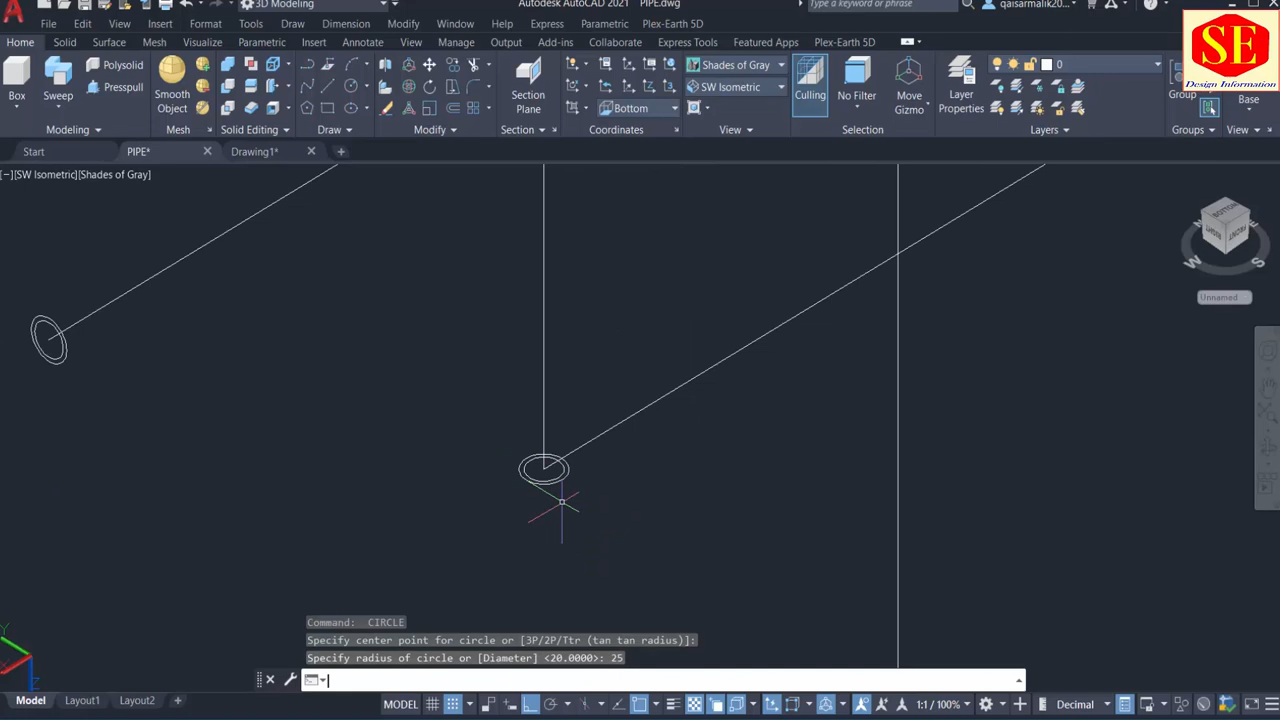 3D Modeling
Autodesk AutoCAD 2021 PIPE.dwg
Type a keyword or phrase
qaisarmalik20...
File Edit View Insert Format Tools Draw Dimension Modify Window Help Express Parametric Plex-Earth 5D
Home Solid Surface Mesh Visualize Parametric Insert Annotate View Manage Output Add-ins Collaborate Express Tools Featured Apps Plex-Earth 5D
SE
Design Information
Box
Sweep
Polysolid
Presspull
Smooth
Object
Section
Plane
Bottom
Shades of Gray
SW Isometric
Culling
No Filter
Move
Gizmo
Layer
Properties
0
Group
Base
Modeling
Mesh
Solid Editing
Draw
Modify
Section
Coordinates
View
Selection
Layers
Groups
View
Start
PIPE*
Drawing1*
[−][SW Isometric][Shades of Gray]
BOTTOM
RIGHT
FRONT
E
W
S
Unnamed
Y
Z
Command: CIRCLE
Specify center point for circle or [3P/2P/Ttr (tan tan radius)]:
Specify radius of circle or [Diameter] <20.0000>: 25
Model Layout1 Layout2 +
MODEL
1:1 / 100%
Decimal